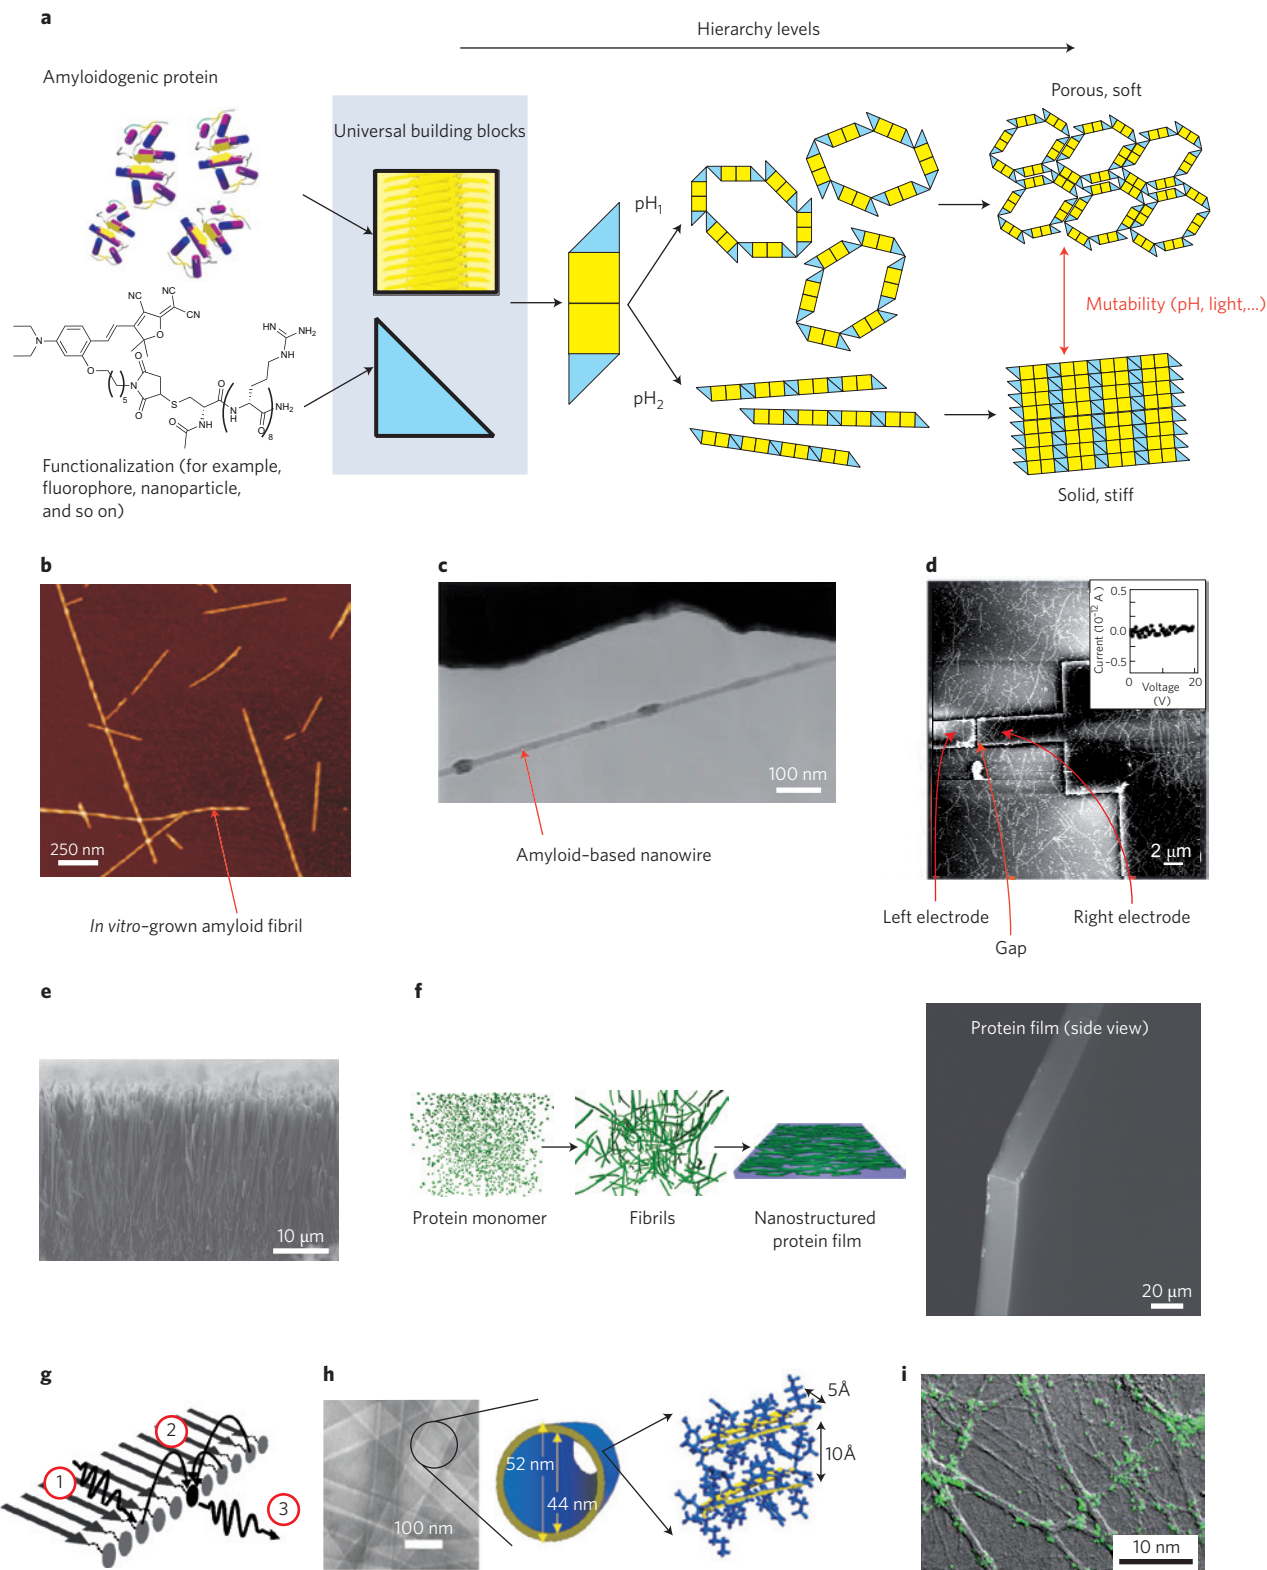 a
Hierarchy levels
Amyloidogenic protein
Universal building blocks
Porous, soft
pH1
Mutability (pH, light,...)
pH2
Solid, stiff
NC
CN
CN
O
N
O
O
N
5
O
S
O
NH
O
N
H
O
8
NH2
HN
NH2
NH
Functionalization (for example,
fluorophore, nanoparticle,
and so on)
b
250 nm
In vitro–grown amyloid fibril
c
100 nm
Amyloid–based nanowire
d
Current (10−12 A)
0.5
0.0
−0.5
0
20
Voltage
(V)
2 μm
Left electrode
Right electrode
Gap
e
10 μm
f
Protein monomer
Fibrils
Nanostructured
protein film
Protein film (side view)
20 μm
g
1
2
3
h
100 nm
52 nm
44 nm
5Å
10Å
i
10 nm